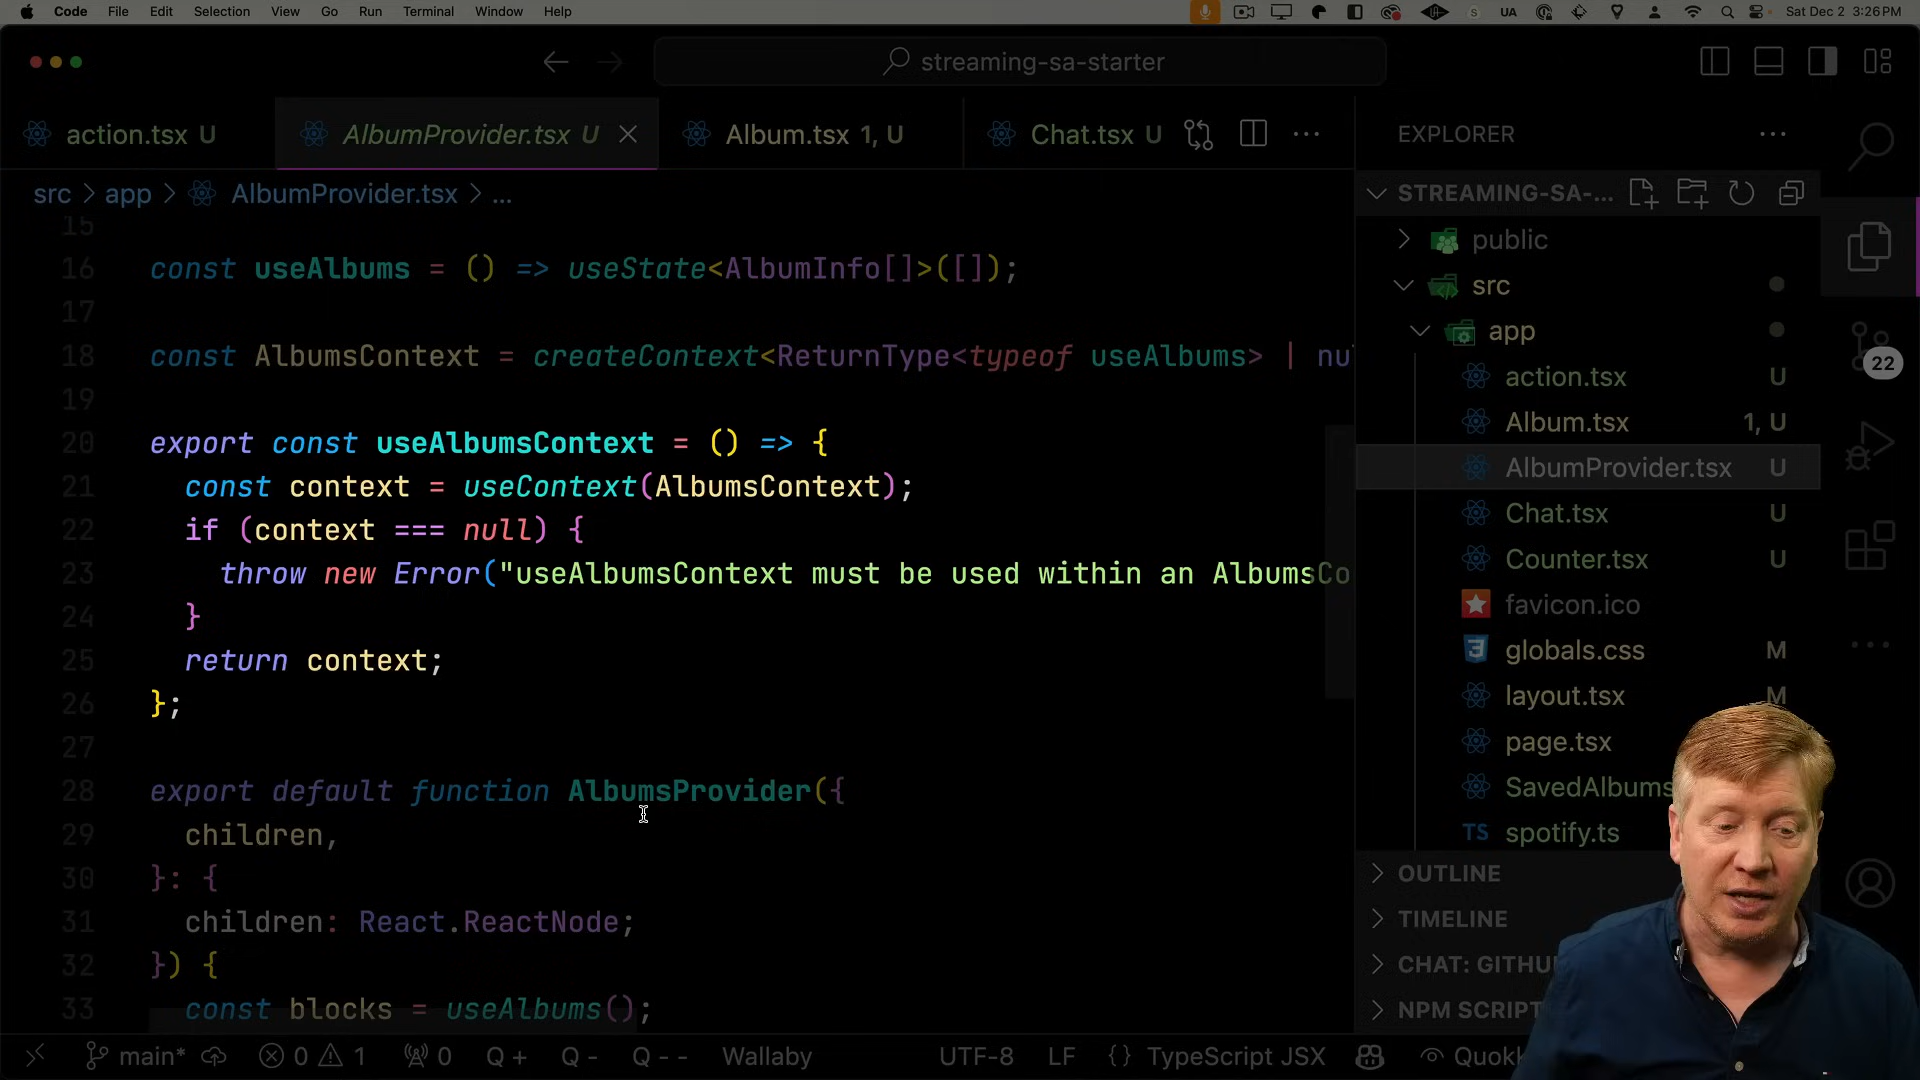 Code File Edit Selection View Go Run Terminal Window Help UA Sat Dec 2 3:26 PM
streaming-sa-starter
action.tsx U AlbumProvider.tsx U Album.tsx 1, U Chat.tsx U
src > app > AlbumProvider.tsx > ...
15
16 const useAlbums = () => useState<AlbumInfo[]>([]);
17
18 const AlbumsContext = createContext<ReturnType<typeof useAlbums> | nu
19
20 export const useAlbumsContext = () => {
21 const context = useContext(AlbumsContext);
22 if (context === null) {
23 throw new Error("useAlbumsContext must be used within an AlbumsCo
24 }
25 return context;
26 };
27
28 export default function AlbumsProvider({
29 children,
30 }: {
31 children: React.ReactNode;
32 }) {
33 const blocks = useAlbums();
EXPLORER
STREAMING-SA-...
public
src
app
action.tsx U
Album.tsx 1, U
AlbumProvider.tsx U
Chat.tsx U
Counter.tsx U
favicon.ico
globals.css M
layout.tsx M
page.tsx
SavedAlbums
TS spotify.ts
OUTLINE
TIMELINE
CHAT: GITHU
NPM SCRIPT
22
main* 0 1 0 Q + Q - Q - - Wallaby UTF-8 LF {} TypeScript JSX Quokk